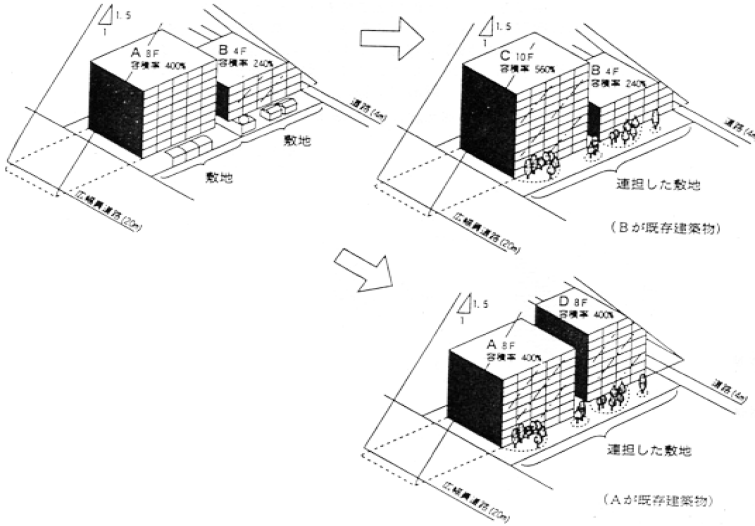 1.5
1
A 8F
容積率 400%
B 4F
容積率 240%
道路(4m)
敷地
敷地
広幅員道路(20m)
1.5
1
C 10F
容積率 560%
B 4F
容積率 240%
道路(4m)
連担した敷地
広幅員道路(20m)
(Bが既存建築物)
1.5
1
A 8F
容積率 400%
D 8F
容積率 400%
道路(4m)
連担した敷地
広幅員道路(20m)
(Aが既存建築物)